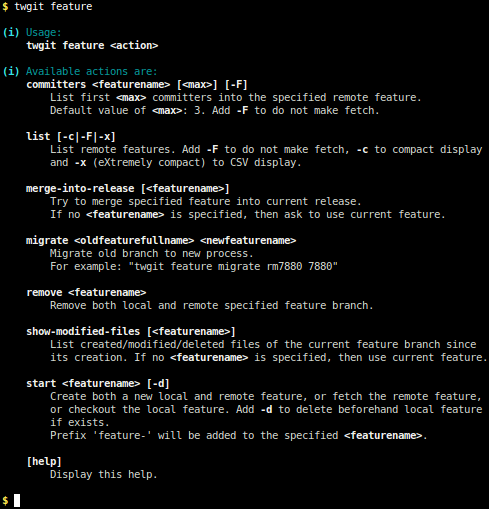 $ twgit feature
(i) Usage:
twgit feature <action>
(i) Available actions are:
committers <featurename> [<max>] [-F]
List first <max> committers into the specified remote feature.
Default value of <max>: 3. Add -F to do not make fetch.
list [-c|-F|-x]
List remote features. Add -F to do not make fetch, -c to compact display
and -x (eXtremely compact) to CSV display.
merge-into-release [<featurename>]
Try to merge specified feature into current release.
If no <featurename> is specified, then ask to use current feature.
migrate <oldfeaturefullname> <newfeaturename>
Migrate old branch to new process.
For example: "twgit feature migrate rm7880 7880"
remove <featurename>
Remove both local and remote specified feature branch.
show-modified-files [<featurename>]
List created/modified/deleted files of the current feature branch since
its creation. If no <featurename> is specified, then use current feature.
start <featurename> [-d]
Create both a new local and remote feature, or fetch the remote feature,
or checkout the local feature. Add -d to delete beforehand local feature
if exists.
Prefix 'feature-' will be added to the specified <featurename>.
[help]
Display this help.
$